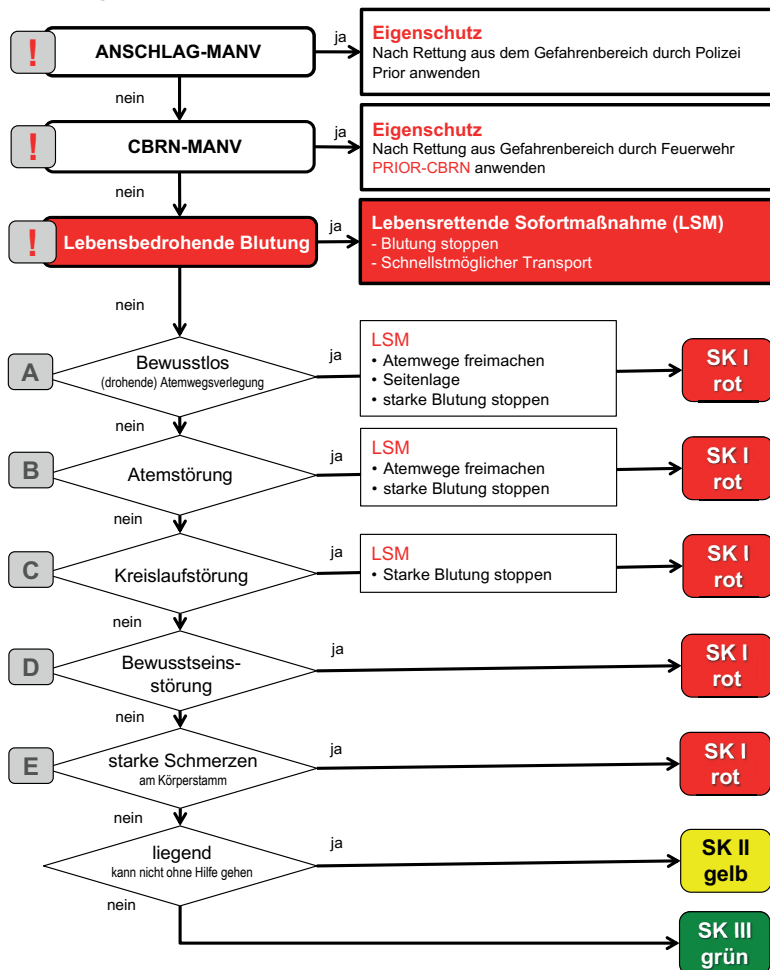 !
ANSCHLAG-MANV
ja
Eigenschutz
Nach Rettung aus dem Gefahrenbereich durch Polizei
Prior anwenden
nein
!
CBRN-MANV
ja
Eigenschutz
Nach Rettung aus Gefahrenbereich durch Feuerwehr
PRIOR-CBRN anwenden
nein
!
Lebensbedrohende Blutung
ja
Lebensrettende Sofortmaßnahme (LSM)
- Blutung stoppen
- Schnellstmöglicher Transport
nein
A
Bewusstlos
(drohende) Atemwegsverlegung
ja
LSM
• Atemwege freimachen
• Seitenlage
• starke Blutung stoppen
SK I
rot
nein
B
Atemstörung
ja
LSM
• Atemwege freimachen
• starke Blutung stoppen
SK I
rot
nein
C
Kreislaufstörung
ja
LSM
• Starke Blutung stoppen
SK I
rot
nein
D
Bewusstseins-
störung
ja
SK I
rot
nein
E
starke Schmerzen
am Körperstamm
ja
SK I
rot
nein
liegend
kann nicht ohne Hilfe gehen
ja
SK II
gelb
nein
SK III
grün